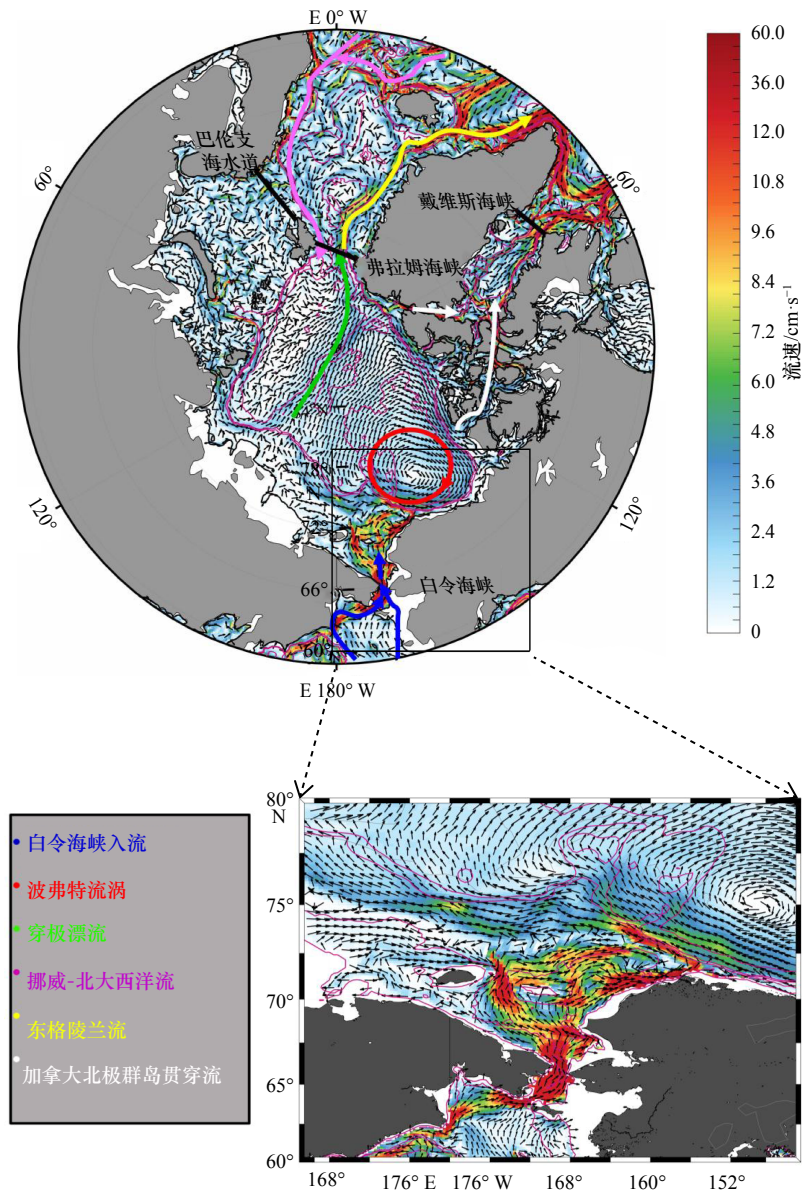 E 0° W
巴伦支
海水道
60°
戴维斯海峡
60°
弗拉姆海峡
78°
72°
120°
120°
66°
白令海峡
60°
E 180° W
60.0
36.0
12.0
10.8
9.6
8.4
7.2
6.0
4.8
3.6
2.4
1.2
0
流速/cm·s⁻¹
白令海峡入流
波弗特流涡
穿极漂流
挪威-北大西洋流
东格陵兰流
加拿大北极群岛贯穿流
80°
N
75°
70°
65°
60°
168°
176° E
176° W
168°
160°
152°